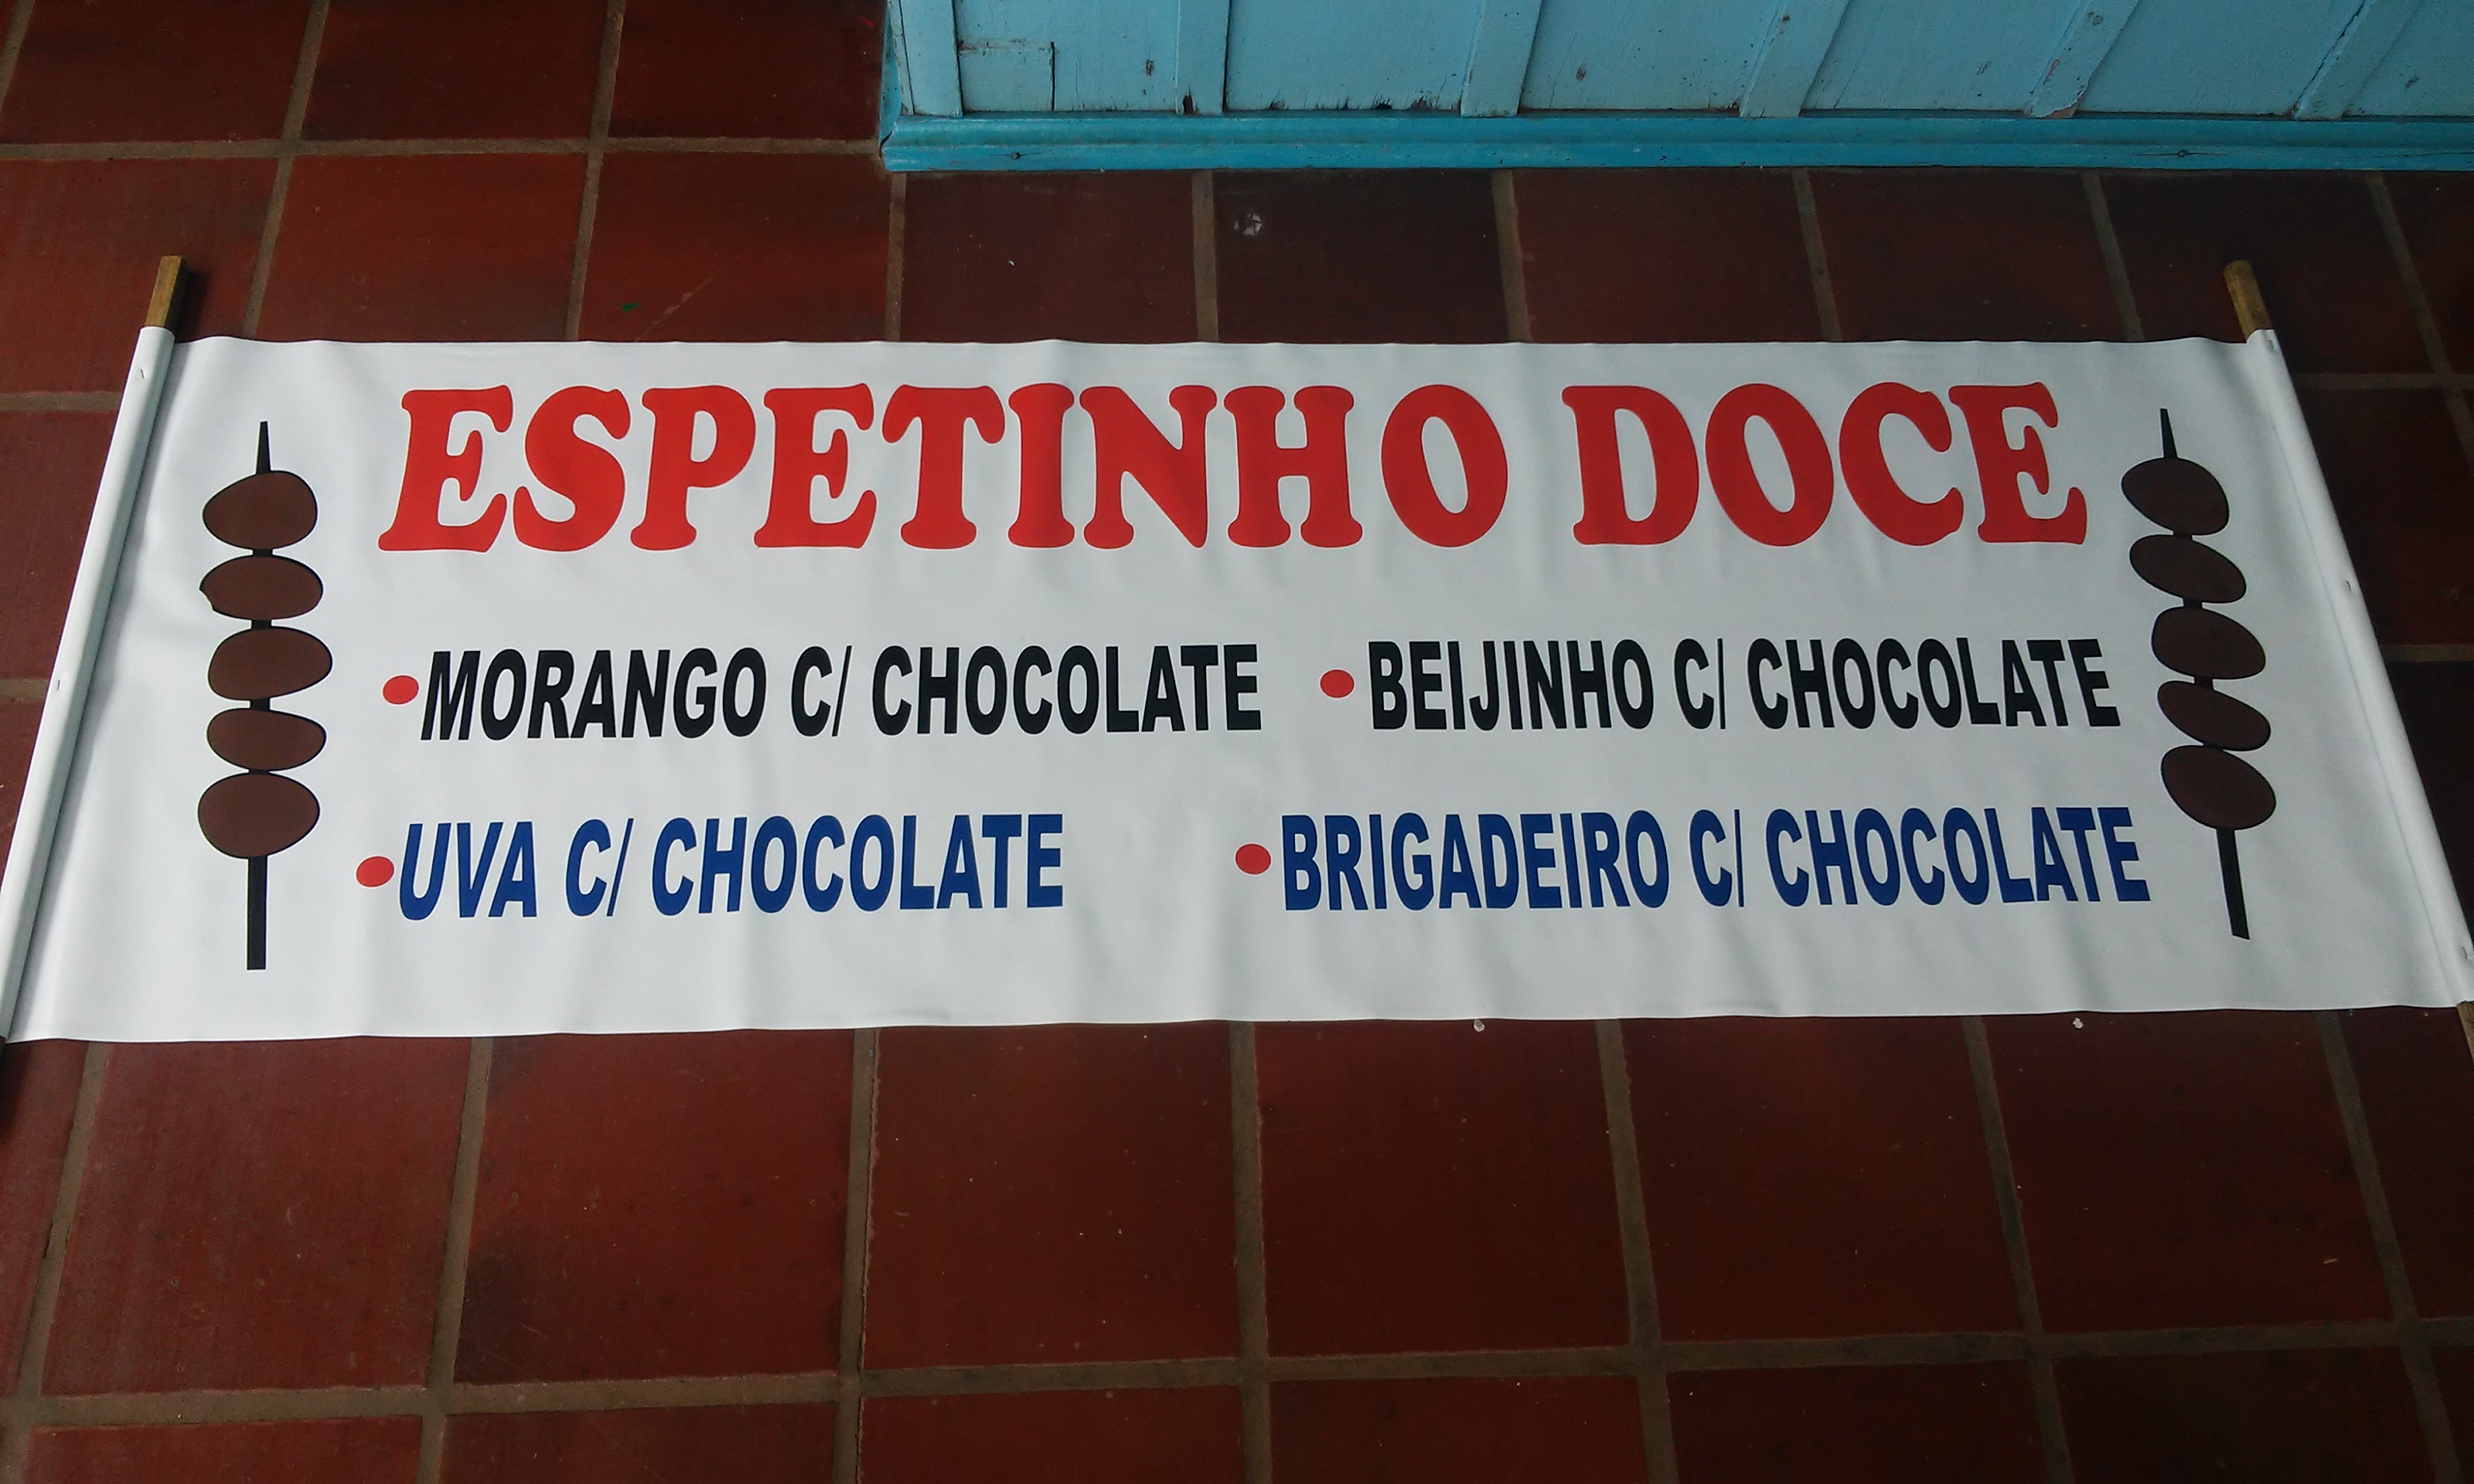 ESPETINHO DOCE
•MORANGO C/ CHOCOLATE •BEIJINHO C/ CHOCOLATE
•UVA C/ CHOCOLATE •BRIGADEIRO C/ CHOCOLATE